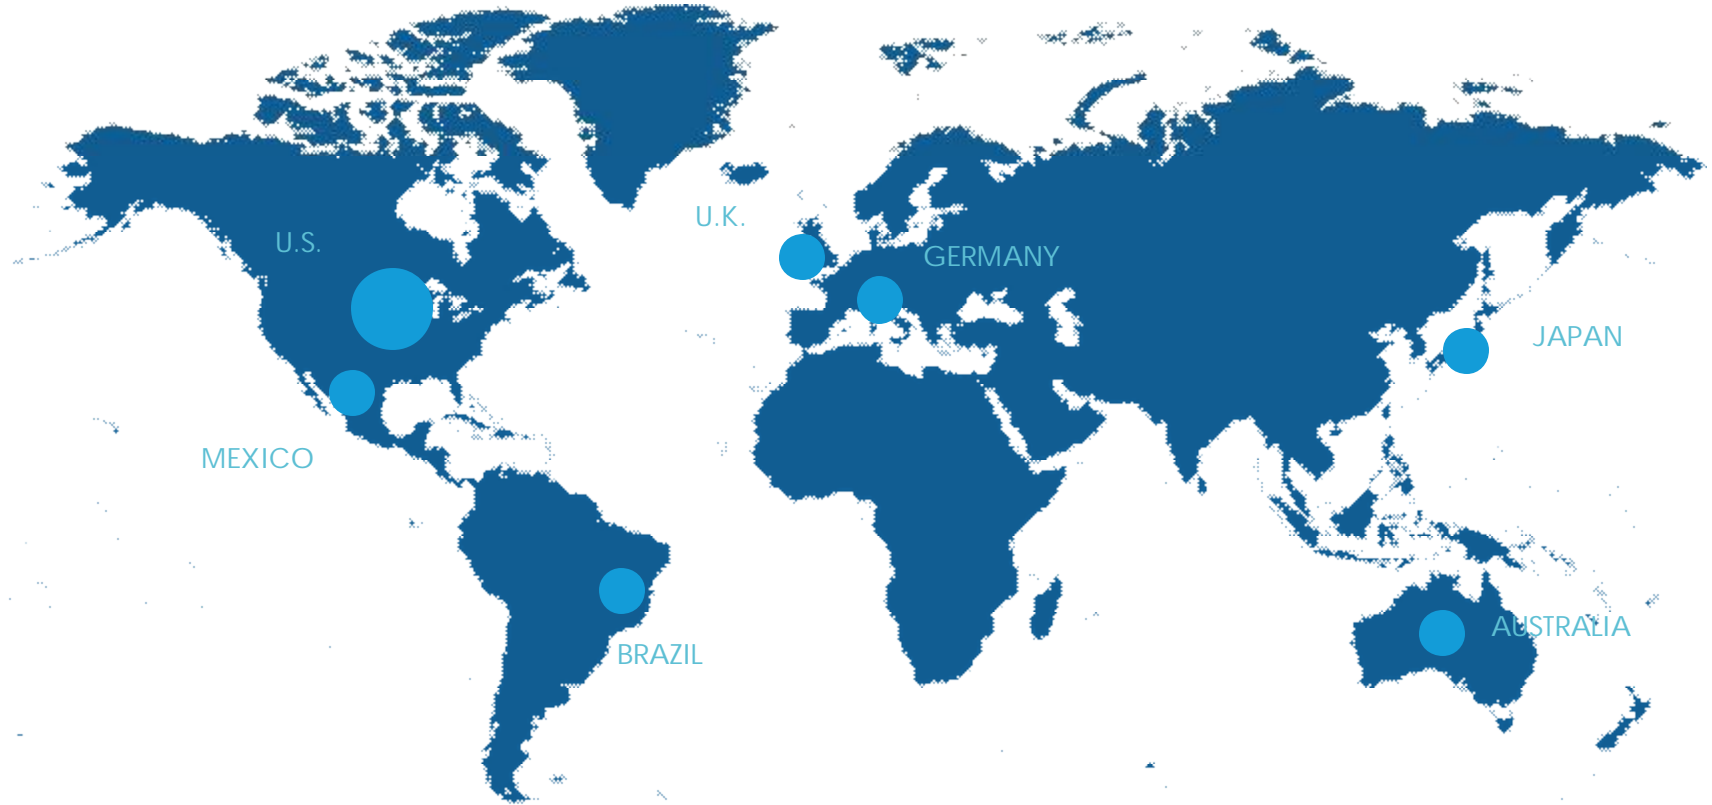 U.K.
U.S.
GERMANY
JAPAN
MEXICO
AUSTRALIA
BRAZIL